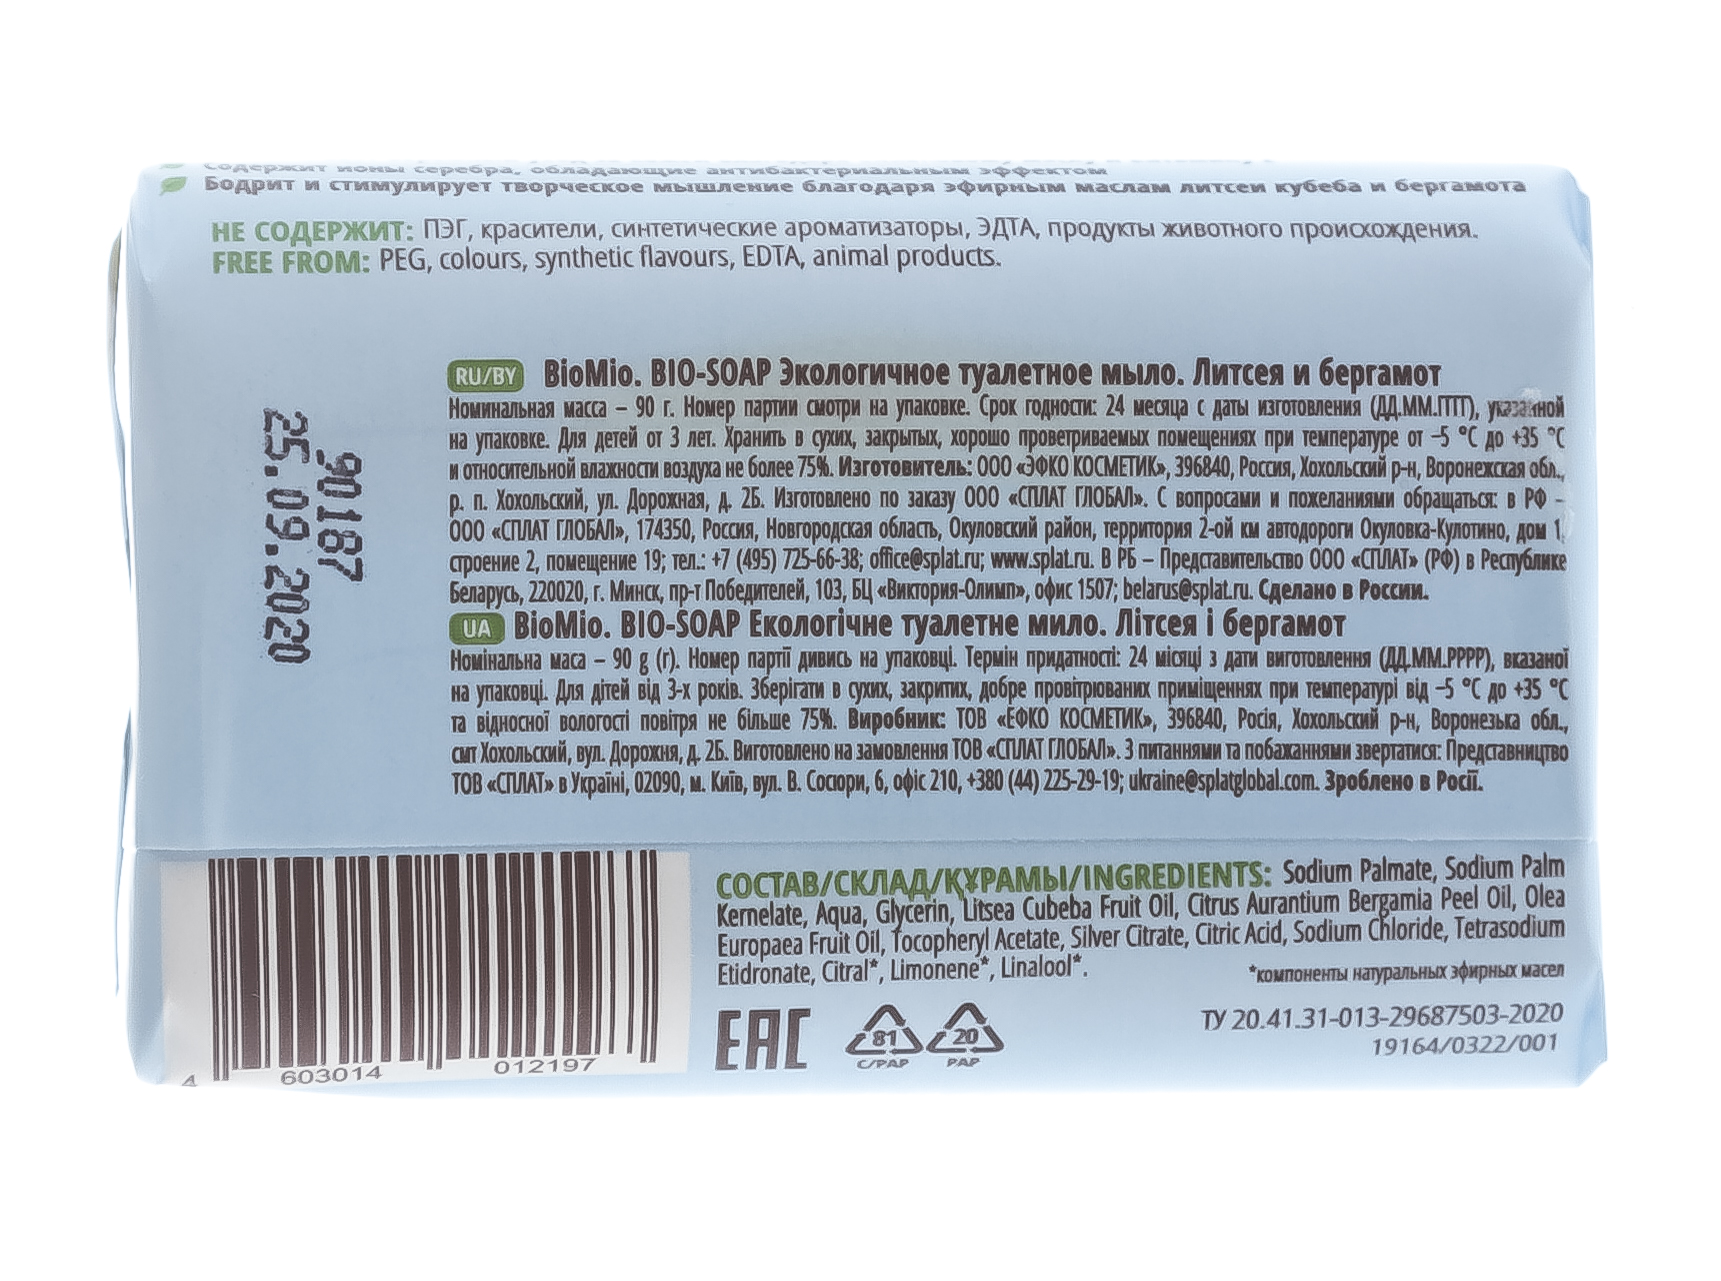 Содержит ионы серебра, обладающие антибактериальным эффектом
Бодрит и стимулирует творческое мышление благодаря эфирным маслам литсеи кубеба и бергамота
НЕ СОДЕРЖИТ: ПЭГ, красители, синтетические ароматизаторы, ЭДТА, продукты животного происхождения.
FREE FROM: PEG, colours, synthetic flavours, EDTA, animal products.
RU/BY BioMio. BIO-SOAP Экологичное туалетное мыло. Литсея и бергамот
Номинальная масса – 90 г. Номер партии смотри на упаковке. Срок годности: 24 месяца с даты изготовления (ДД.ММ.ГГГГ), указанной
на упаковке. Для детей от 3 лет. Хранить в сухих, закрытых, хорошо проветриваемых помещениях при температуре от –5 °C до +35 °C
и относительной влажности воздуха не более 75%. Изготовитель: ООО «ЭФКО КОСМЕТИК», 396840, Россия, Хохольский р-н, Воронежская обл.,
р. п. Хохольский, ул. Дорожная, д. 2Б. Изготовлено по заказу ООО «СПЛАТ ГЛОБАЛ». С вопросами и пожеланиями обращаться: в РФ –
ООО «СПЛАТ ГЛОБАЛ», 174350, Россия, Новгородская область, Окуловский район, территория 2-ой км автодороги Окуловка-Кулотино, дом 1,
строение 2, помещение 19; тел.: +7 (495) 725-66-38; office@splat.ru; www.splat.ru. В РБ – Представительство ООО «СПЛАТ» (РФ) в Республике
Беларусь, 220020, г. Минск, пр-т Победителей, 103, БЦ «Виктория-Олимп», офис 1507; belarus@splat.ru. Сделано в России.
UA BioMio. BIO-SOAP Екологічне туалетне мило. Літсея і бергамот
Номінальна маса – 90 g (г). Номер партії дивись на упаковці. Термін придатності: 24 місяці з дати виготовлення (ДД.ММ.РРРР), вказаної
на упаковці. Для дітей від 3-х років. Зберігати в сухих, закритих, добре провітрюваних приміщеннях при температурі від –5 °C до +35 °C
та відносної вологості повітря не більше 75%. Виробник: ТОВ «ЕФКО КОСМЕТИК», 396840, Росія, Хохольский р-н, Воронезька обл.,
смт Хохольский, вул. Дорожня, д. 2Б. Виготовлено на замовлення ТОВ «СПЛАТ ГЛОБАЛ». З питаннями та побажаннями звертатися: Представництво
ТОВ «СПЛАТ» в Україні, 02090, м. Київ, вул. В. Сосюри, 6, офіс 210, +380 (44) 225-29-19; ukraine@splatglobal.com. Зроблено в Росії.
90187
25.09.2020
СОСТАВ/СКЛАД/ҚҰРАМЫ/INGREDIENTS: Sodium Palmate, Sodium Palm
Kernelate, Aqua, Glycerin, Litsea Cubeba Fruit Oil, Citrus Aurantium Bergamia Peel Oil, Olea
Europaea Fruit Oil, Tocopheryl Acetate, Silver Citrate, Citric Acid, Sodium Chloride, Tetrasodium
Etidronate, Citral*, Limonene*, Linalool*.
*компоненты натуральных эфирных масел
4 603014 012197
EAC
81 C/PAP
20 PAP
ТУ 20.41.31-013-29687503-2020
19164/0322/001